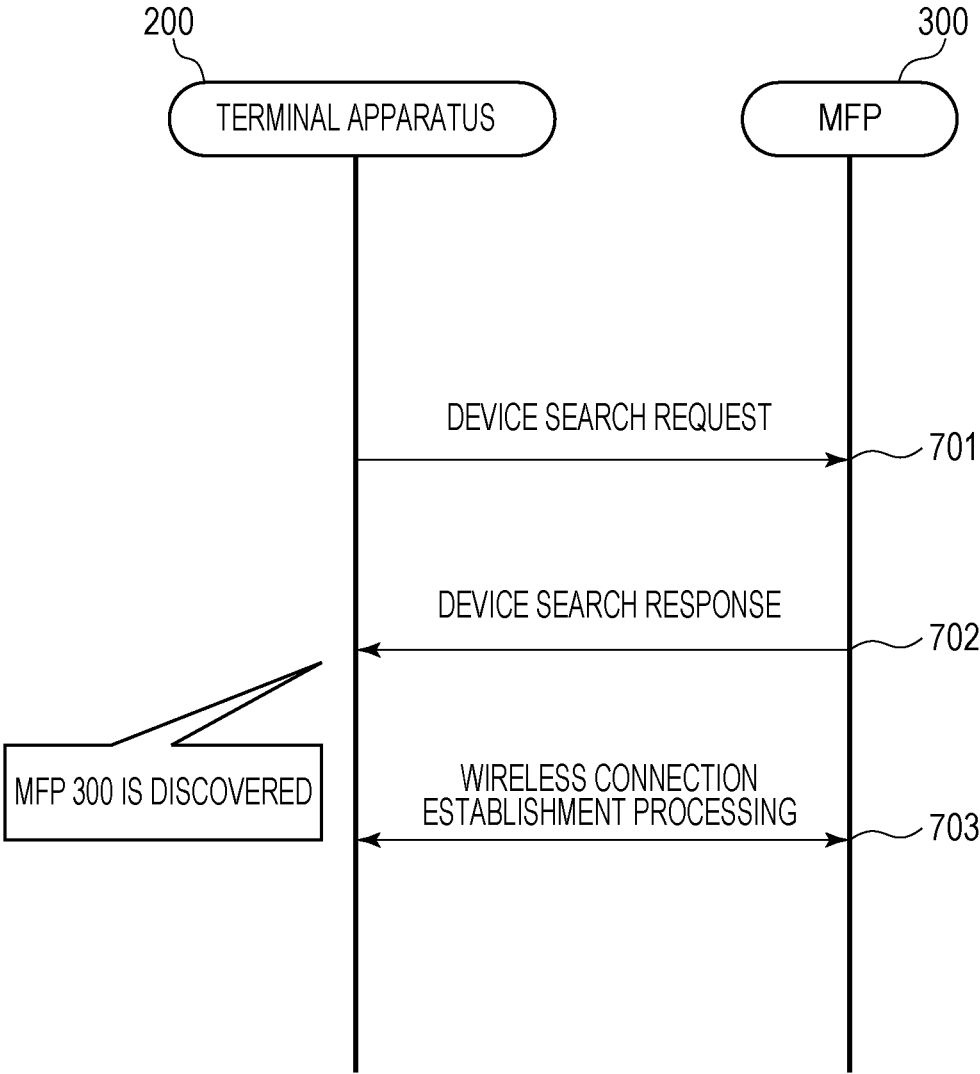 200
300
TERMINAL APPARATUS
MFP
DEVICE SEARCH REQUEST
701
DEVICE SEARCH RESPONSE
702
MFP 300 IS DISCOVERED
WIRELESS CONNECTION
ESTABLISHMENT PROCESSING
703